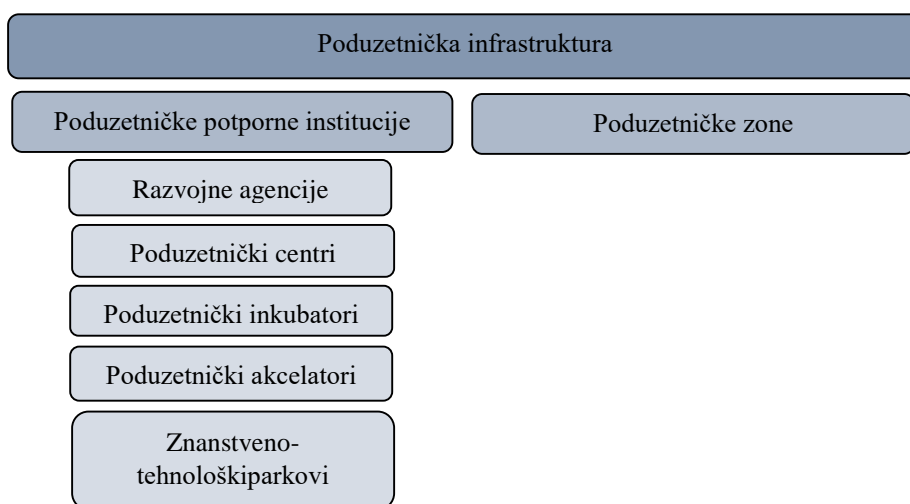 Poduzetnička infrastruktura
Poduzetničke potporne institucije
Poduzetničke zone
Razvojne agencije
Poduzetnički centri
Poduzetnički inkubatori
Poduzetnički akcelatori
Znanstveno-
tehnološkiparkovi